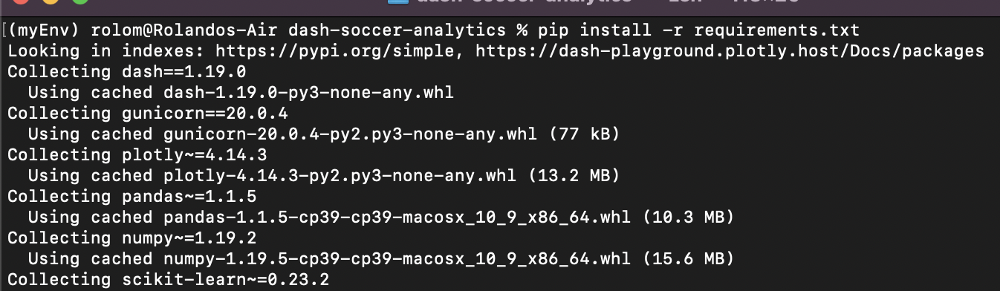 (myEnv) rolom@Rolandos-Air dash-soccer-analytics % pip install -r requirements.txt
Looking in indexes: https://pypi.org/simple, https://dash-playground.plotly.host/Docs/packages
Collecting dash==1.19.0
  Using cached dash-1.19.0-py3-none-any.whl
Collecting gunicorn==20.0.4
  Using cached gunicorn-20.0.4-py2.py3-none-any.whl (77 kB)
Collecting plotly~=4.14.3
  Using cached plotly-4.14.3-py2.py3-none-any.whl (13.2 MB)
Collecting pandas~=1.1.5
  Using cached pandas-1.1.5-cp39-cp39-macosx_10_9_x86_64.whl (10.3 MB)
Collecting numpy~=1.19.2
  Using cached numpy-1.19.5-cp39-cp39-macosx_10_9_x86_64.whl (15.6 MB)
Collecting scikit-learn~=0.23.2